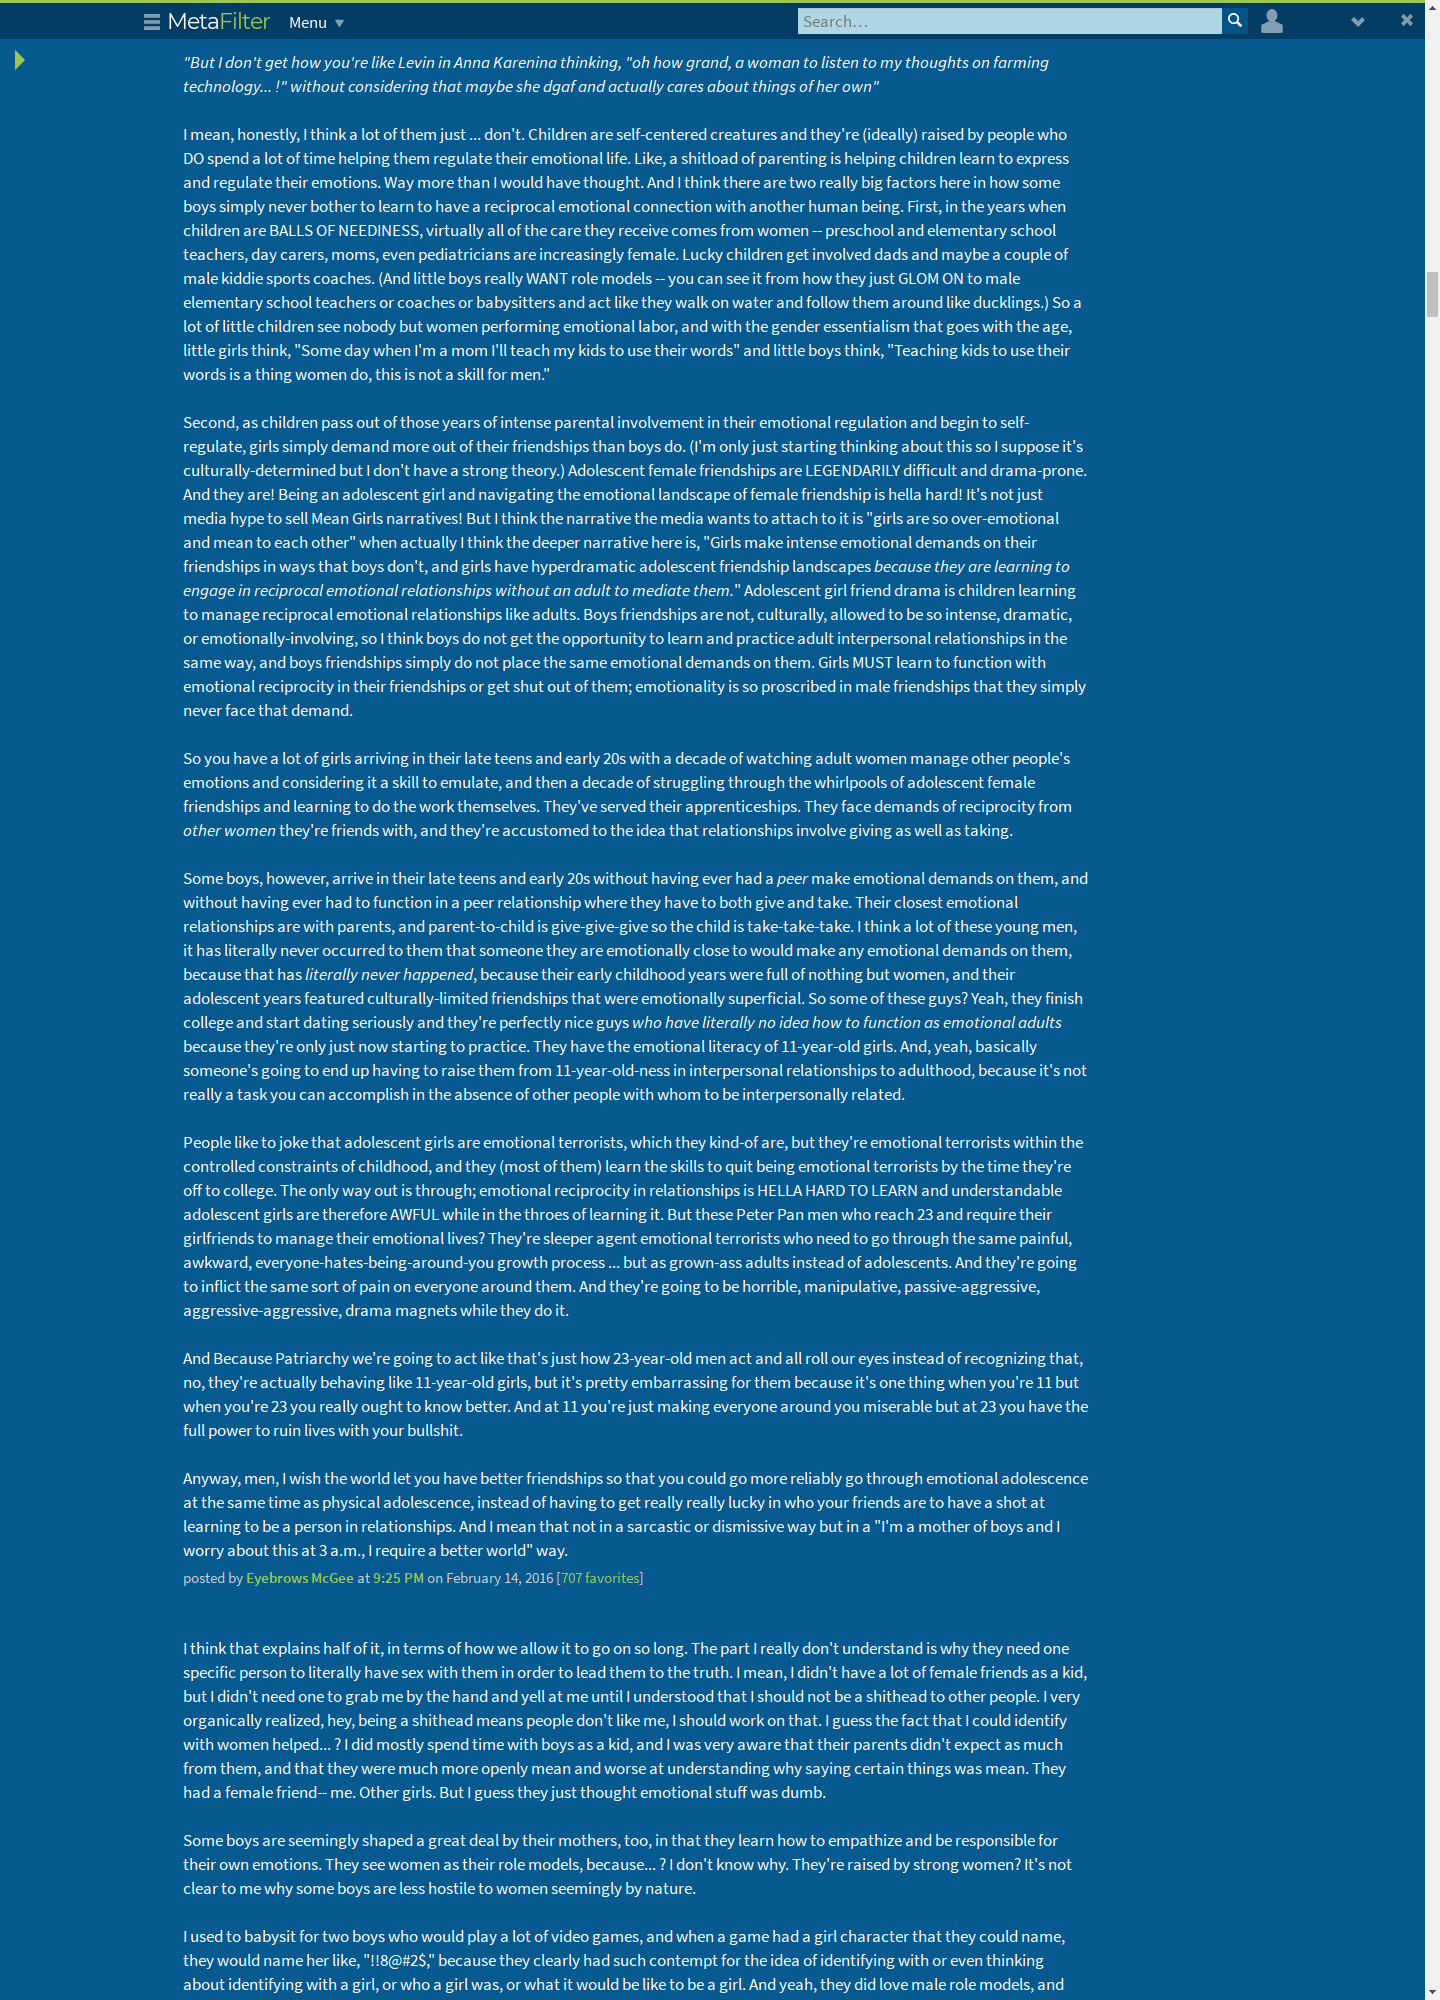 MetaFilter Menu Search…
"But I don't get how you're like Levin in Anna Karenina thinking, "oh how grand, a woman to listen to my thoughts on farming
technology... !" without considering that maybe she dgaf and actually cares about things of her own"
I mean, honestly, I think a lot of them just ... don't. Children are self-centered creatures and they're (ideally) raised by people who
DO spend a lot of time helping them regulate their emotional life. Like, a shitload of parenting is helping children learn to express
and regulate their emotions. Way more than I would have thought. And I think there are two really big factors here in how some
boys simply never bother to learn to have a reciprocal emotional connection with another human being. First, in the years when
children are BALLS OF NEEDINESS, virtually all of the care they receive comes from women -- preschool and elementary school
teachers, day carers, moms, even pediatricians are increasingly female. Lucky children get involved dads and maybe a couple of
male kiddie sports coaches. (And little boys really WANT role models -- you can see it from how they just GLOM ON to male
elementary school teachers or coaches or babysitters and act like they walk on water and follow them around like ducklings.) So a
lot of little children see nobody but women performing emotional labor, and with the gender essentialism that goes with the age,
little girls think, "Some day when I'm a mom I'll teach my kids to use their words" and little boys think, "Teaching kids to use their
words is a thing women do, this is not a skill for men."
Second, as children pass out of those years of intense parental involvement in their emotional regulation and begin to self-
regulate, girls simply demand more out of their friendships than boys do. (I'm only just starting thinking about this so I suppose it's
culturally-determined but I don't have a strong theory.) Adolescent female friendships are LEGENDARILY difficult and drama-prone.
And they are! Being an adolescent girl and navigating the emotional landscape of female friendship is hella hard! It's not just
media hype to sell Mean Girls narratives! But I think the narrative the media wants to attach to it is "girls are so over-emotional
and mean to each other" when actually I think the deeper narrative here is, "Girls make intense emotional demands on their
friendships in ways that boys don't, and girls have hyperdramatic adolescent friendship landscapes because they are learning to
engage in reciprocal emotional relationships without an adult to mediate them." Adolescent girl friend drama is children learning
to manage reciprocal emotional relationships like adults. Boys friendships are not, culturally, allowed to be so intense, dramatic,
or emotionally-involving, so I think boys do not get the opportunity to learn and practice adult interpersonal relationships in the
same way, and boys friendships simply do not place the same emotional demands on them. Girls MUST learn to function with
emotional reciprocity in their friendships or get shut out of them; emotionality is so proscribed in male friendships that they simply
never face that demand.
So you have a lot of girls arriving in their late teens and early 20s with a decade of watching adult women manage other people's
emotions and considering it a skill to emulate, and then a decade of struggling through the whirlpools of adolescent female
friendships and learning to do the work themselves. They've served their apprenticeships. They face demands of reciprocity from
other women they're friends with, and they're accustomed to the idea that relationships involve giving as well as taking.
Some boys, however, arrive in their late teens and early 20s without having ever had a peer make emotional demands on them, and
without having ever had to function in a peer relationship where they have to both give and take. Their closest emotional
relationships are with parents, and parent-to-child is give-give-give so the child is take-take-take. I think a lot of these young men,
it has literally never occurred to them that someone they are emotionally close to would make any emotional demands on them,
because that has literally never happened, because their early childhood years were full of nothing but women, and their
adolescent years featured culturally-limited friendships that were emotionally superficial. So some of these guys? Yeah, they finish
college and start dating seriously and they're perfectly nice guys who have literally no idea how to function as emotional adults
because they're only just now starting to practice. They have the emotional literacy of 11-year-old girls. And, yeah, basically
someone's going to end up having to raise them from 11-year-old-ness in interpersonal relationships to adulthood, because it's not
really a task you can accomplish in the absence of other people with whom to be interpersonally related.
People like to joke that adolescent girls are emotional terrorists, which they kind-of are, but they're emotional terrorists within the
controlled constraints of childhood, and they (most of them) learn the skills to quit being emotional terrorists by the time they're
off to college. The only way out is through; emotional reciprocity in relationships is HELLA HARD TO LEARN and understandable
adolescent girls are therefore AWFUL while in the throes of learning it. But these Peter Pan men who reach 23 and require their
girlfriends to manage their emotional lives? They're sleeper agent emotional terrorists who need to go through the same painful,
awkward, everyone-hates-being-around-you growth process ... but as grown-ass adults instead of adolescents. And they're going
to inflict the same sort of pain on everyone around them. And they're going to be horrible, manipulative, passive-aggressive,
aggressive-aggressive, drama magnets while they do it.
And Because Patriarchy we're going to act like that's just how 23-year-old men act and all roll our eyes instead of recognizing that,
no, they're actually behaving like 11-year-old girls, but it's pretty embarrassing for them because it's one thing when you're 11 but
when you're 23 you really ought to know better. And at 11 you're just making everyone around you miserable but at 23 you have the
full power to ruin lives with your bullshit.
Anyway, men, I wish the world let you have better friendships so that you could go more reliably go through emotional adolescence
at the same time as physical adolescence, instead of having to get really really lucky in who your friends are to have a shot at
learning to be a person in relationships. And I mean that not in a sarcastic or dismissive way but in a "I'm a mother of boys and I
worry about this at 3 a.m., I require a better world" way.
posted by Eyebrows McGee at 9:25 PM on February 14, 2016 [707 favorites]
I think that explains half of it, in terms of how we allow it to go on so long. The part I really don't understand is why they need one
specific person to literally have sex with them in order to lead them to the truth. I mean, I didn't have a lot of female friends as a kid,
but I didn't need one to grab me by the hand and yell at me until I understood that I should not be a shithead to other people. I very
organically realized, hey, being a shithead means people don't like me, I should work on that. I guess the fact that I could identify
with women helped... ? I did mostly spend time with boys as a kid, and I was very aware that their parents didn't expect as much
from them, and that they were much more openly mean and worse at understanding why saying certain things was mean. They
had a female friend-- me. Other girls. But I guess they just thought emotional stuff was dumb.
Some boys are seemingly shaped a great deal by their mothers, too, in that they learn how to empathize and be responsible for
their own emotions. They see women as their role models, because... ? I don't know why. They're raised by strong women? It's not
clear to me why some boys are less hostile to women seemingly by nature.
I used to babysit for two boys who would play a lot of video games, and when a game had a girl character that they could name,
they would name her like, "!!8@#2$," because they clearly had such contempt for the idea of identifying with or even thinking
about identifying with a girl, or who a girl was, or what it would be like to be a girl. And yeah, they did love male role models, and